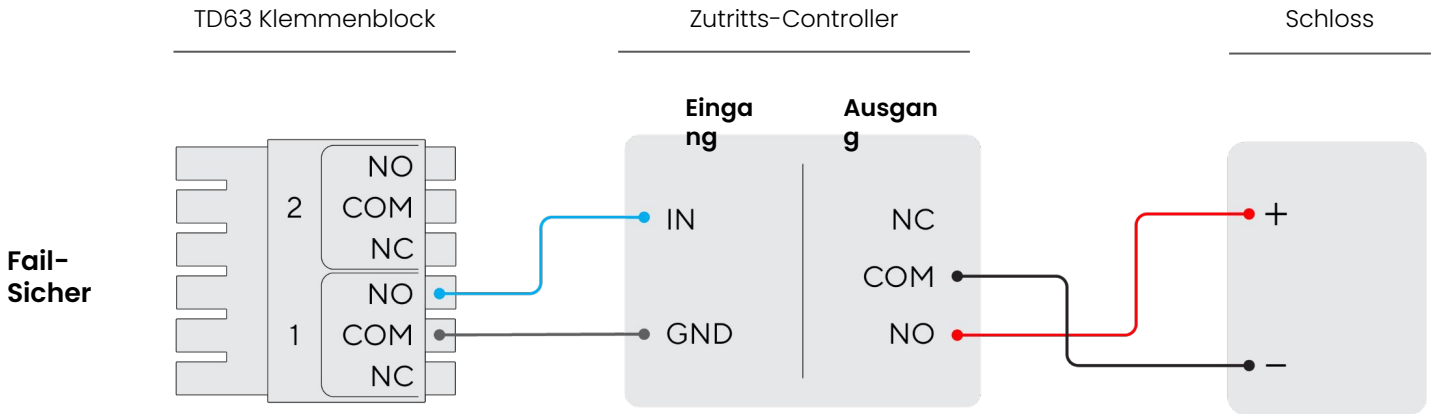 TD63 Klemmenblock
Zutritts-Controller
Schloss
Einga
ng
Ausgan
g
Fail-
Sicher
2
NO
COM
NC
1
NO
COM
NC
IN
GND
NC
COM
NO
+
−